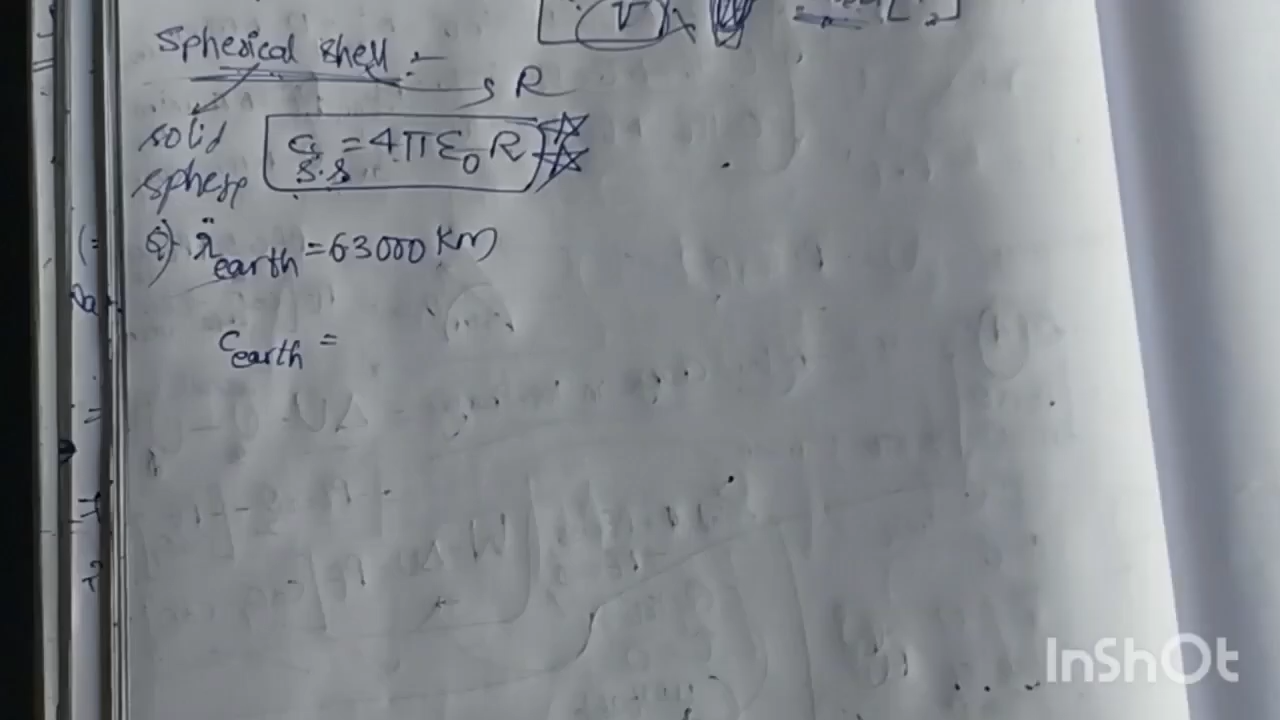 Spherical shell :-
R
solid
sphere
C s.s = 4πε₀R
Q) r earth = 63000 Km
C earth =
InShOt